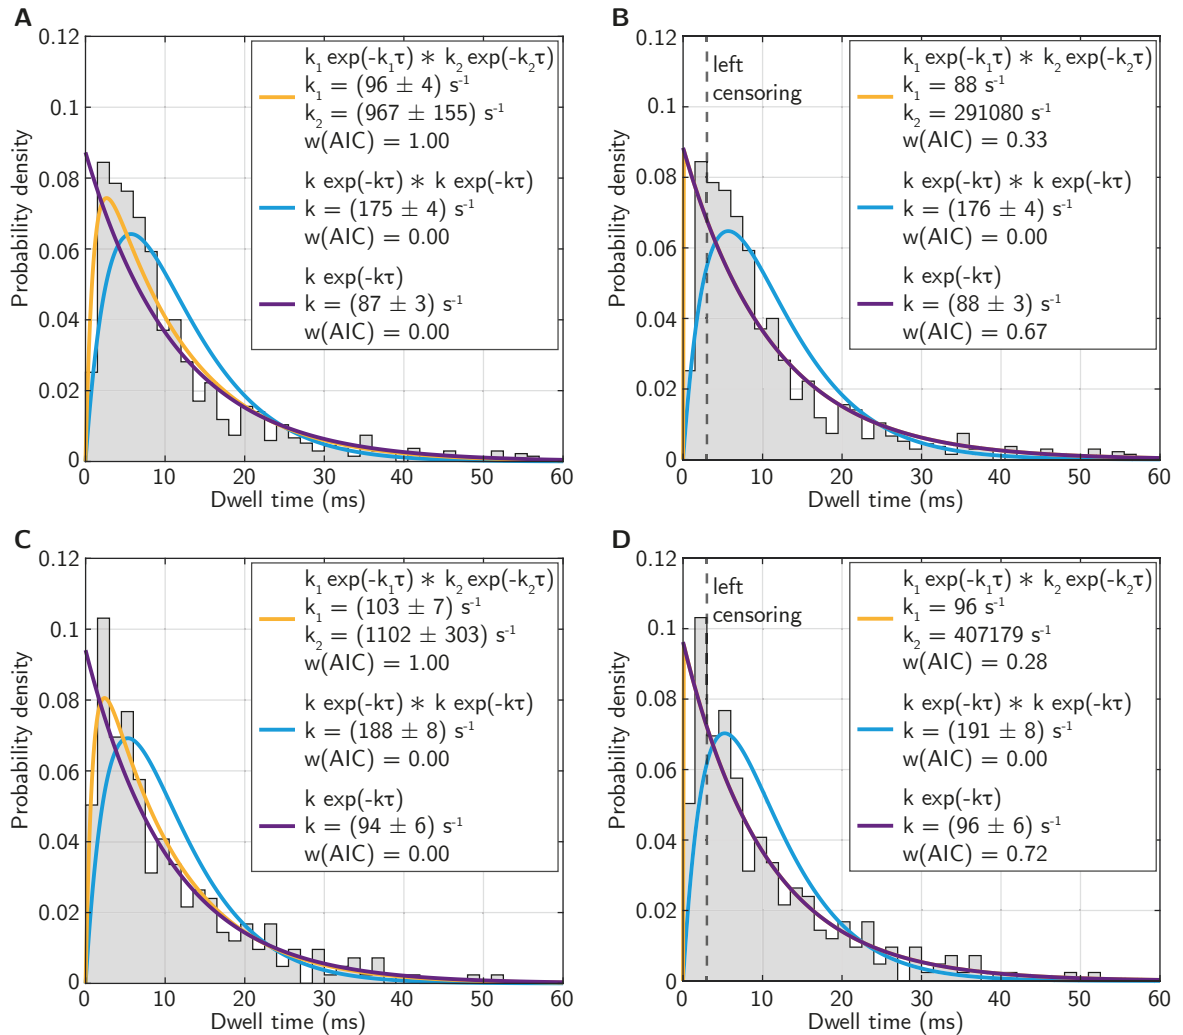 A
Probability density
0.12
0.1
0.08
0.06
0.04
0.02
0
k₁ exp(-k₁τ) * k₂ exp(-k₂τ)
k₁ = (96 ± 4) s⁻¹
k₂ = (967 ± 155) s⁻¹
w(AIC) = 1.00
k exp(-kτ) * k exp(-kτ)
k = (175 ± 4) s⁻¹
w(AIC) = 0.00
k exp(-kτ)
k = (87 ± 3) s⁻¹
w(AIC) = 0.00
0 10 20 30 40 50 60
Dwell time (ms)
B
Probability density
0.12
0.1
0.08
0.06
0.04
0.02
0
left
censoring
k₁ exp(-k₁τ) * k₂ exp(-k₂τ)
k₁ = 88 s⁻¹
k₂ = 291080 s⁻¹
w(AIC) = 0.33
k exp(-kτ) * k exp(-kτ)
k = (176 ± 4) s⁻¹
w(AIC) = 0.00
k exp(-kτ)
k = (88 ± 3) s⁻¹
w(AIC) = 0.67
0 10 20 30 40 50 60
Dwell time (ms)
C
Probability density
0.12
0.1
0.08
0.06
0.04
0.02
0
k₁ exp(-k₁τ) * k₂ exp(-k₂τ)
k₁ = (103 ± 7) s⁻¹
k₂ = (1102 ± 303) s⁻¹
w(AIC) = 1.00
k exp(-kτ) * k exp(-kτ)
k = (188 ± 8) s⁻¹
w(AIC) = 0.00
k exp(-kτ)
k = (94 ± 6) s⁻¹
w(AIC) = 0.00
0 10 20 30 40 50 60
Dwell time (ms)
D
Probability density
0.12
0.1
0.08
0.06
0.04
0.02
0
left
censoring
k₁ exp(-k₁τ) * k₂ exp(-k₂τ)
k₁ = 96 s⁻¹
k₂ = 407179 s⁻¹
w(AIC) = 0.28
k exp(-kτ) * k exp(-kτ)
k = (191 ± 8) s⁻¹
w(AIC) = 0.00
k exp(-kτ)
k = (96 ± 6) s⁻¹
w(AIC) = 0.72
0 10 20 30 40 50 60
Dwell time (ms)